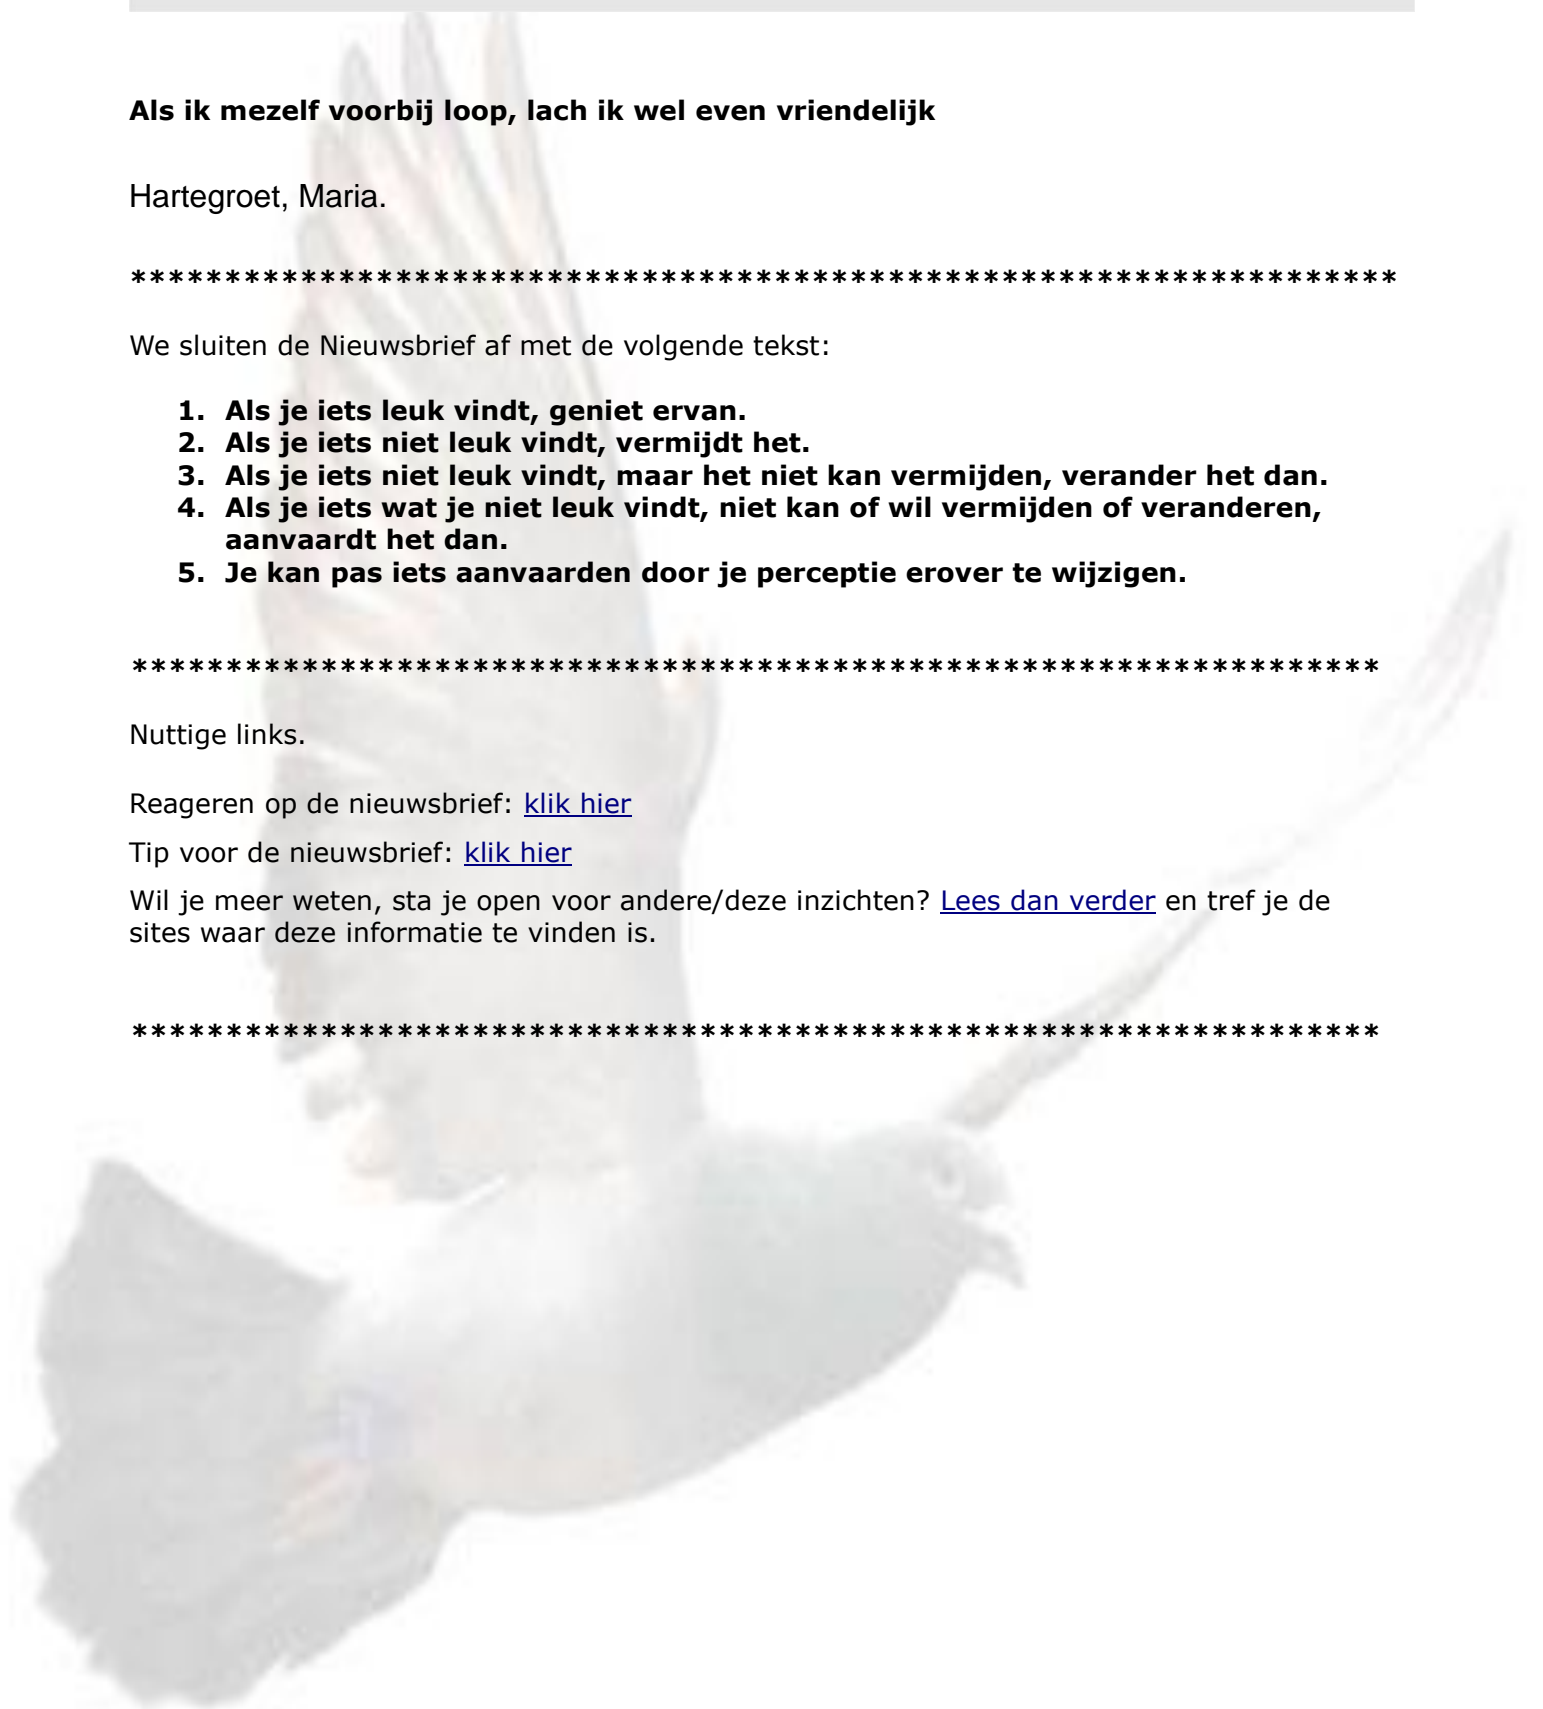 Als ik mezelf voorbij loop, lach ik wel even vriendelijk
Hartegroet, Maria.
*******************************************************************
We sluiten de Nieuwsbrief af met de volgende tekst:
1. Als je iets leuk vindt, geniet ervan.
2. Als je iets niet leuk vindt, vermijdt het.
3. Als je iets niet leuk vindt, maar het niet kan vermijden, verander het dan.
4. Als je iets wat je niet leuk vindt, niet kan of wil vermijden of veranderen,
aanvaardt het dan.
5. Je kan pas iets aanvaarden door je perceptie erover te wijzigen.
******************************************************************
Nuttige links.
Reageren op de nieuwsbrief: klik hier
Tip voor de nieuwsbrief: klik hier
Wil je meer weten, sta je open voor andere/deze inzichten? Lees dan verder en tref je de
sites waar deze informatie te vinden is.
******************************************************************